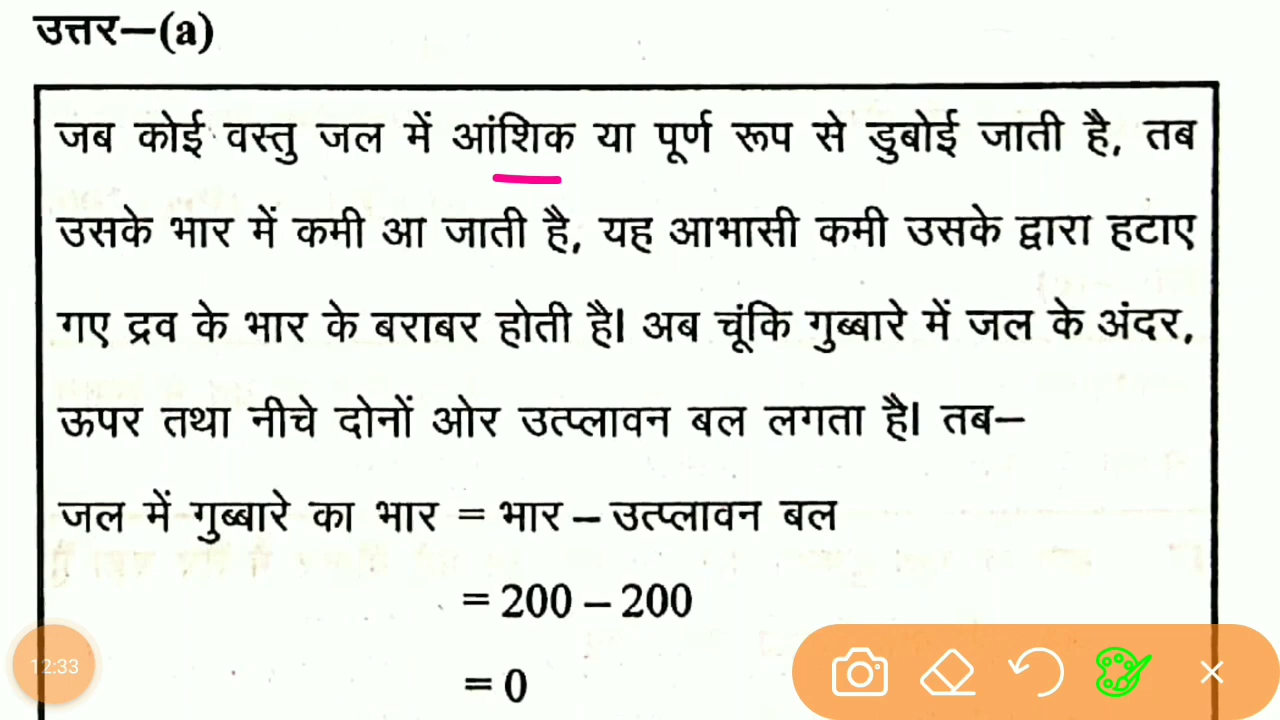 उत्तर–(a)
जब कोई वस्तु जल में आंशिक या पूर्ण रूप से डुबोई जाती है, तब
उसके भार में कमी आ जाती है, यह आभासी कमी उसके द्वारा हटाए
गए द्रव के भार के बराबर होती है। अब चूंकि गुब्बारे में जल के अंदर,
ऊपर तथा नीचे दोनों ओर उत्प्लावन बल लगता है। तब–
जल में गुब्बारे का भार = भार – उत्प्लावन बल
= 200 – 200
= 0
12:33